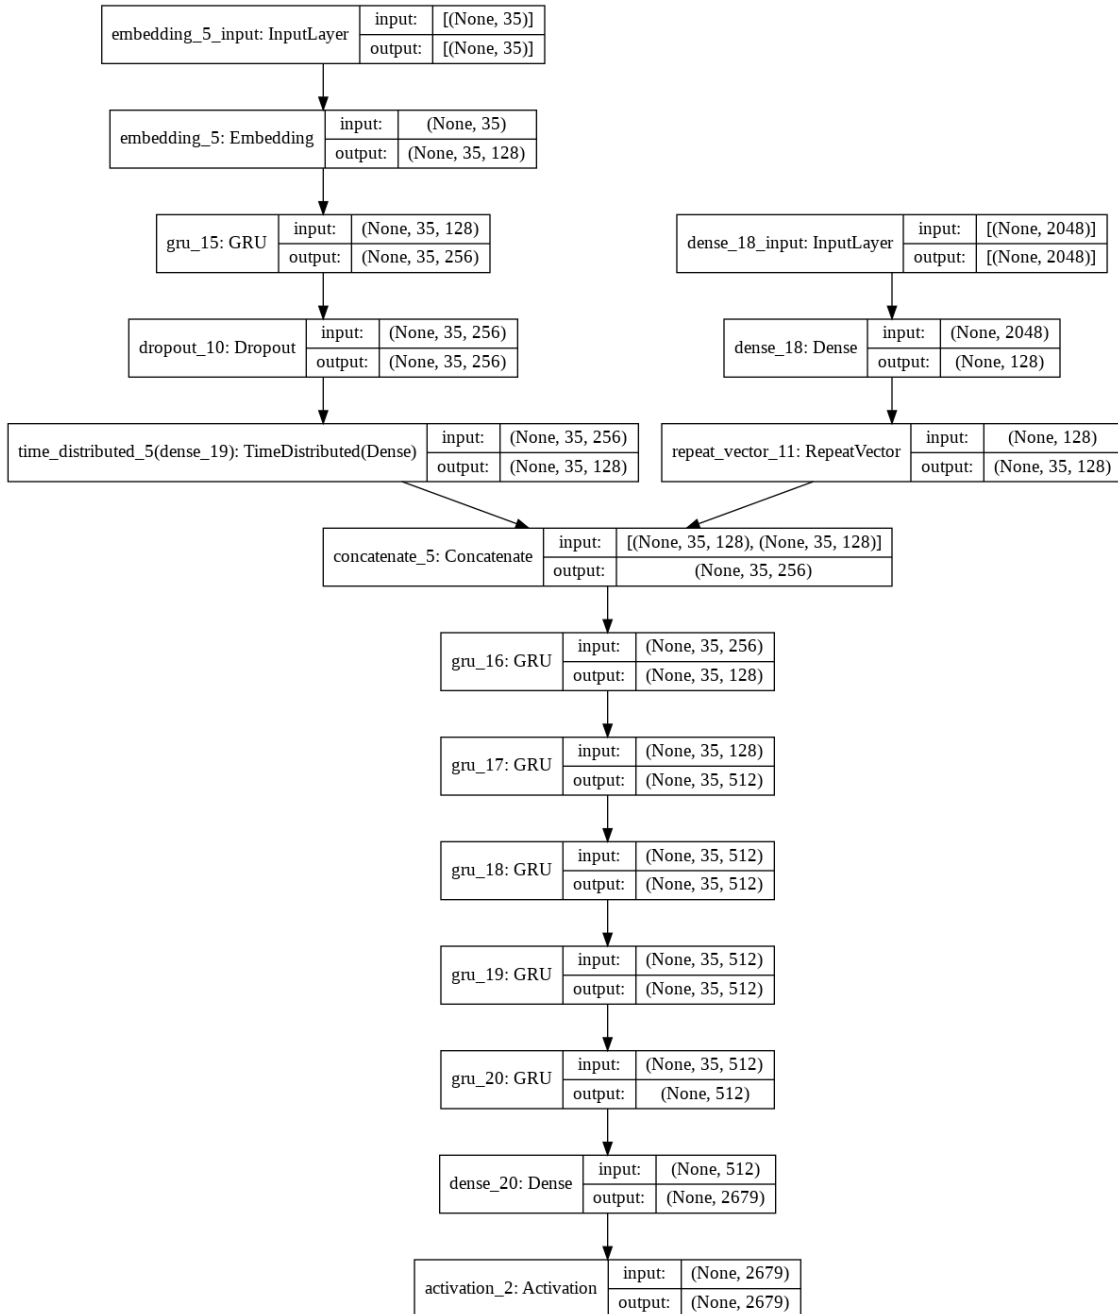 embedding_5_input: InputLayer
input: [(None, 35)]
output: [(None, 35)]
embedding_5: Embedding
input: (None, 35)
output: (None, 35, 128)
gru_15: GRU
input: (None, 35, 128)
output: (None, 35, 256)
dense_18_input: InputLayer
input: [(None, 2048)]
output: [(None, 2048)]
dropout_10: Dropout
input: (None, 35, 256)
output: (None, 35, 256)
dense_18: Dense
input: (None, 2048)
output: (None, 128)
time_distributed_5(dense_19): TimeDistributed(Dense)
input: (None, 35, 256)
output: (None, 35, 128)
repeat_vector_11: RepeatVector
input: (None, 128)
output: (None, 35, 128)
concatenate_5: Concatenate
input: [(None, 35, 128), (None, 35, 128)]
output: (None, 35, 256)
gru_16: GRU
input: (None, 35, 256)
output: (None, 35, 128)
gru_17: GRU
input: (None, 35, 128)
output: (None, 35, 512)
gru_18: GRU
input: (None, 35, 512)
output: (None, 35, 512)
gru_19: GRU
input: (None, 35, 512)
output: (None, 35, 512)
gru_20: GRU
input: (None, 35, 512)
output: (None, 512)
dense_20: Dense
input: (None, 512)
output: (None, 2679)
activation_2: Activation
input: (None, 2679)
output: (None, 2679)